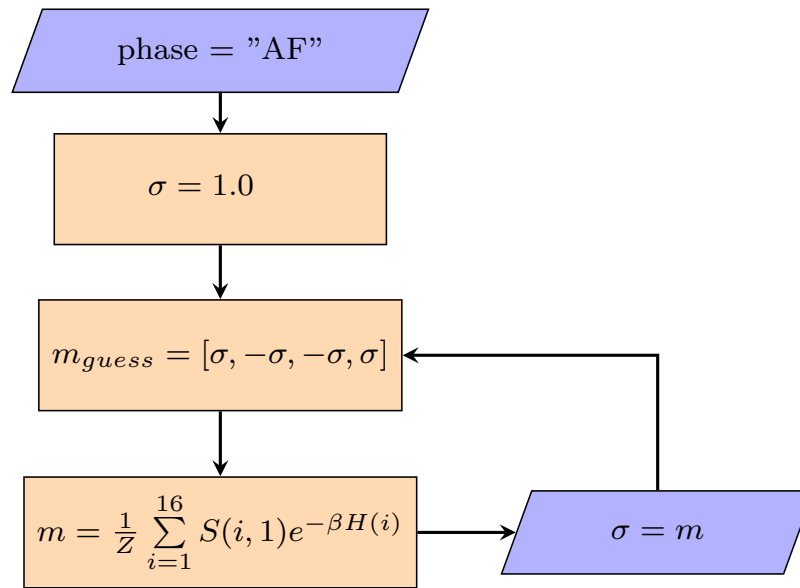 phase = ”AF”
σ = 1.0
m_{guess} = [σ, −σ, −σ, σ]
m = \frac{1}{Z} \sum_{i=1}^{16} S(i, 1)e^{−βH(i)}
σ = m